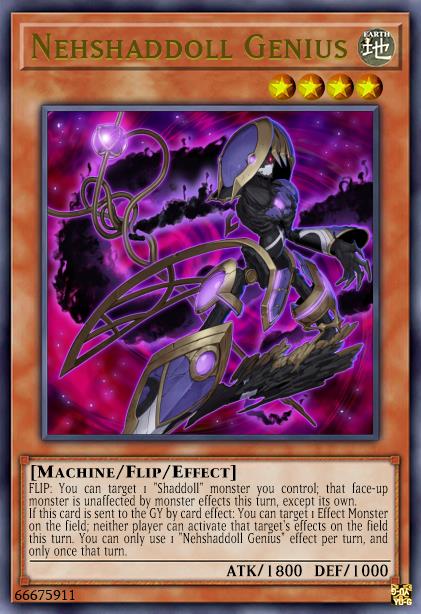 NEHSHADDOLL GENIUS
EARTH
地
[MACHINE/FLIP/EFFECT]
FLIP: You can target 1 "Shaddoll" monster you control; that face-up
monster is unaffected by monster effects this turn, except its own.
If this card is sent to the GY by card effect: You can target 1 Effect Monster
on the field; neither player can activate that target's effects on the field
this turn. You can only use 1 "Nehshaddoll Genius" effect per turn, and
only once that turn.
ATK/1800 DEF/1000
66675911